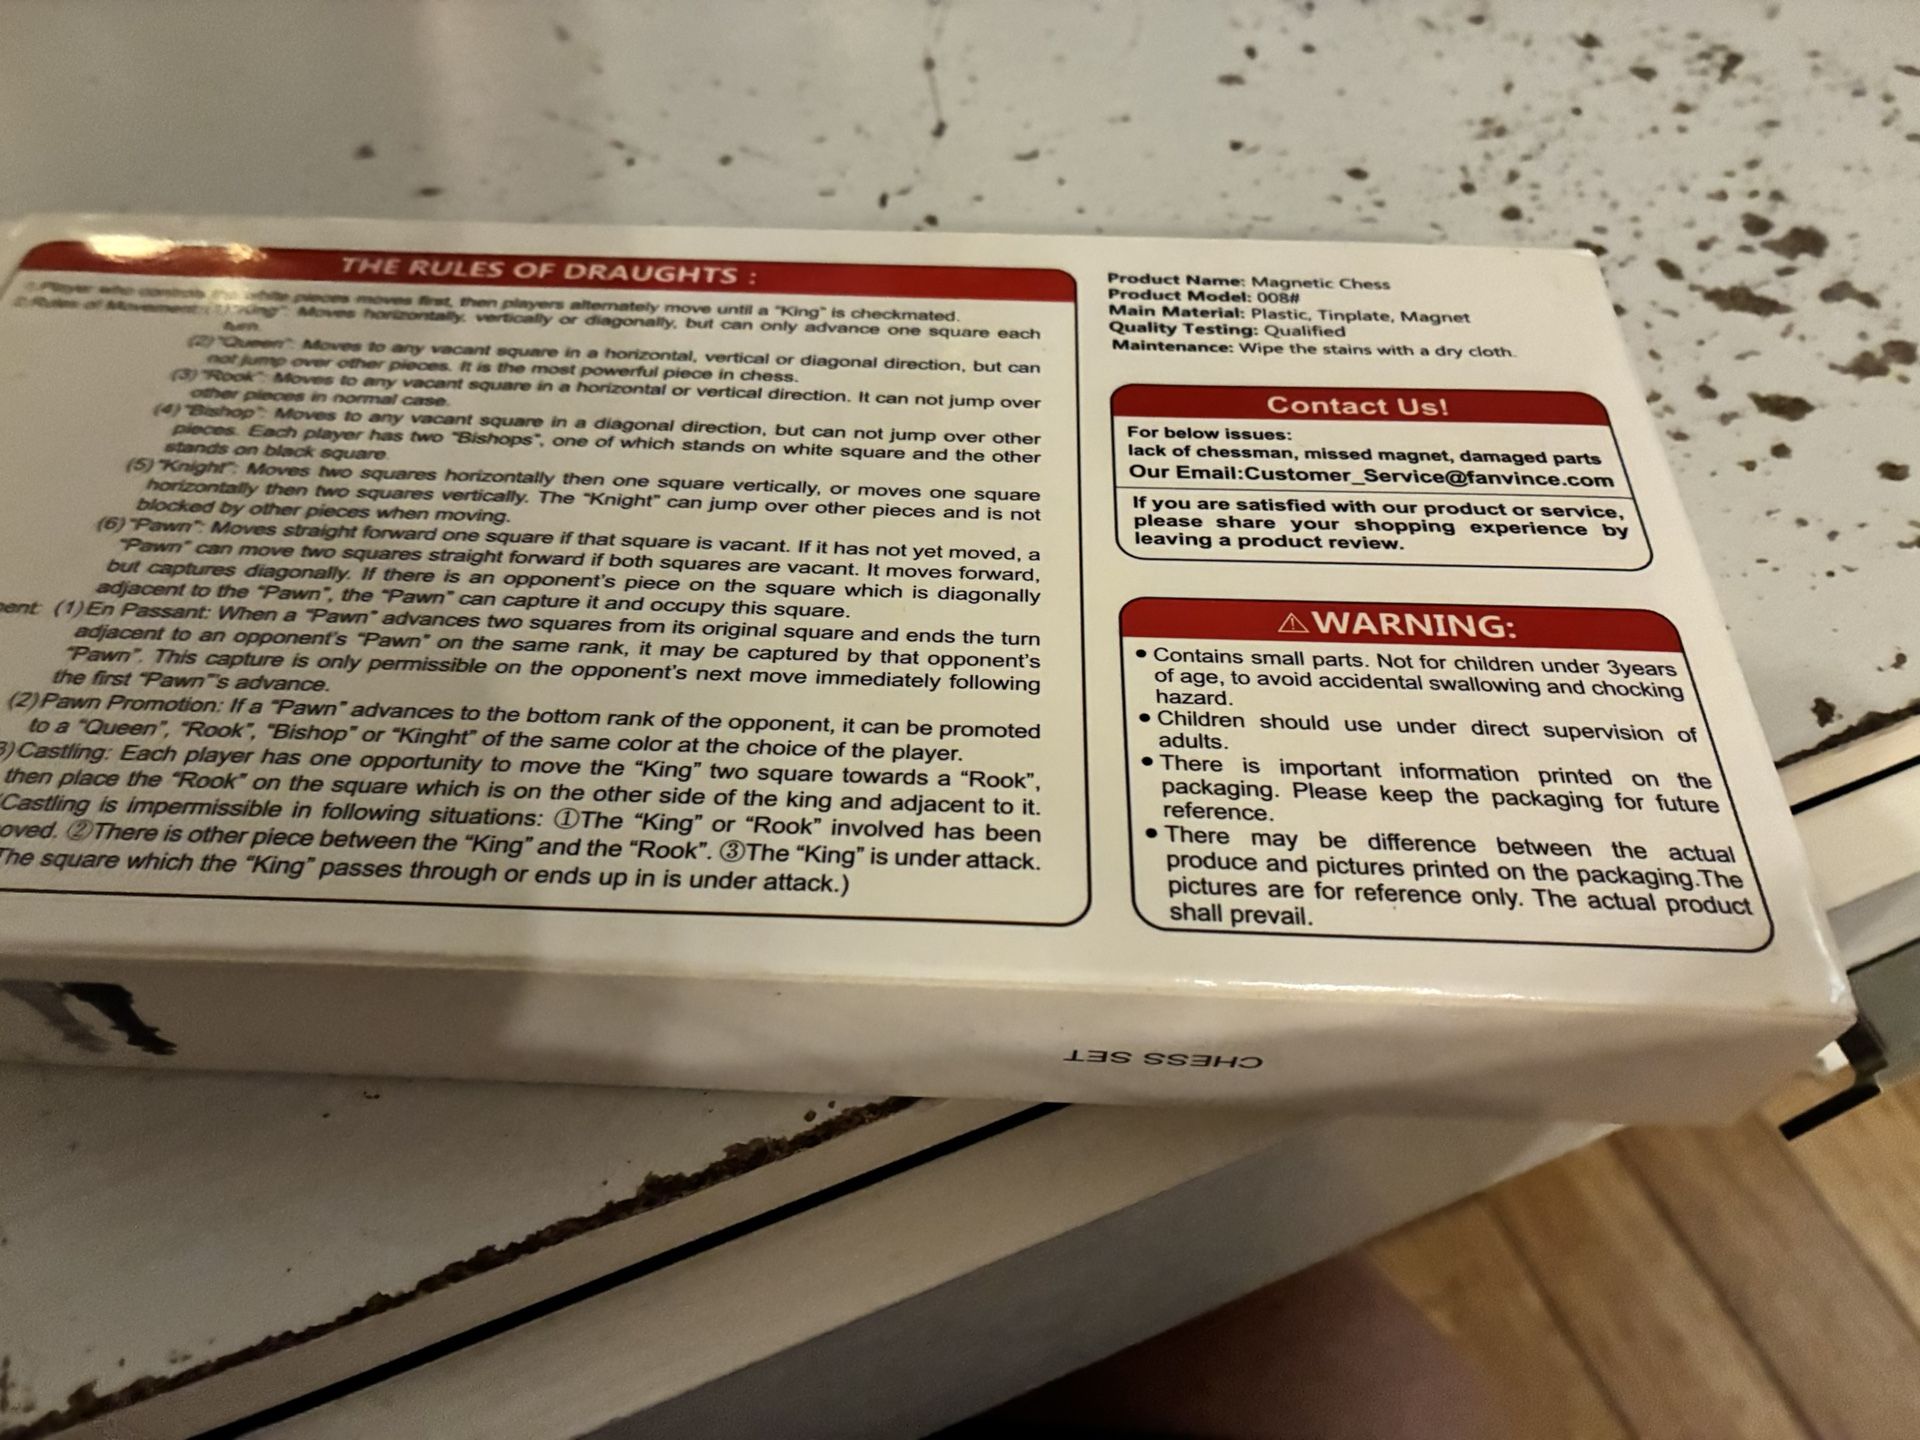 THE RULES OF DRAUGHTS :
1.Player who controls the white pieces moves first, then players alternately move until a "King" is checkmated.
2.Rules of Movement: (1)"King": Moves horizontally, vertically or diagonally, but can only advance one square each
turn.
(2)"Queen": Moves to any vacant square in a horizontal, vertical or diagonal direction, but can
not jump over other pieces. It is the most powerful piece in chess.
(3)"Rook": Moves to any vacant square in a horizontal or vertical direction. It can not jump over
other pieces in normal case.
(4)"Bishop": Moves to any vacant square in a diagonal direction, but can not jump over other
pieces. Each player has two "Bishops", one of which stands on white square and the other
stands on black square.
(5)"Knight": Moves two squares horizontally then one square vertically, or moves one square
horizontally then two squares vertically. The "Knight" can jump over other pieces and is not
blocked by other pieces when moving.
(6)"Pawn": Moves straight forward one square if that square is vacant. If it has not yet moved, a
"Pawn" can move two squares straight forward if both squares are vacant. It moves forward,
but captures diagonally. If there is an opponent's piece on the square which is diagonally
adjacent to the "Pawn", the "Pawn" can capture it and occupy this square.
(1)En Passant: When a "Pawn" advances two squares from its original square and ends the turn
adjacent to an opponent's "Pawn" on the same rank, it may be captured by that opponent's
"Pawn". This capture is only permissible on the opponent's next move immediately following
the first "Pawn"'s advance.
(2)Pawn Promotion: If a "Pawn" advances to the bottom rank of the opponent, it can be promoted
to a "Queen", "Rook", "Bishop" or "Kinght" of the same color at the choice of the player.
3)Castling: Each player has one opportunity to move the "King" two square towards a "Rook",
then place the "Rook" on the square which is on the other side of the king and adjacent to it.
(Castling is impermissible in following situations: ①The "King" or "Rook" involved has been
oved. ②There is other piece between the "King" and the "Rook". ③The "King" is under attack.
The square which the "King" passes through or ends up in is under attack.)
Product Name: Magnetic Chess
Product Model: 008#
Main Material: Plastic, Tinplate, Magnet
Quality Testing: Qualified
Maintenance: Wipe the stains with a dry cloth.
Contact Us!
For below issues:
lack of chessman, missed magnet, damaged parts
Our Email:Customer_Service@fanvince.com
If you are satisfied with our product or service,
please share your shopping experience by
leaving a product review.
⚠WARNING:
• Contains small parts. Not for children under 3years
of age, to avoid accidental swallowing and chocking
hazard.
• Children should use under direct supervision of
adults.
• There is important information printed on the
packaging. Please keep the packaging for future
reference.
• There may be difference between the actual
produce and pictures printed on the packaging.The
pictures are for reference only. The actual product
shall prevail.
CHESS SET